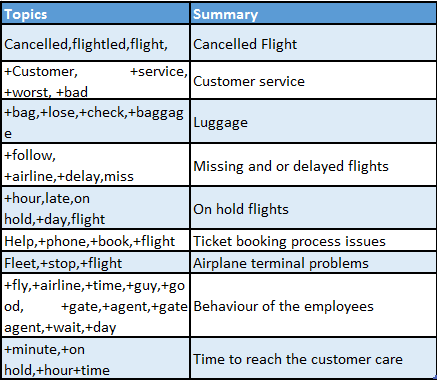 Topics Summary
Cancelled,flightled,flight, Cancelled Flight
+Customer, +service,
+worst, +bad
Customer service
+bag,+lose,+check,+baggag
e
Luggage
+follow,
+airline,+delay,miss
Missing and or delayed flights
+hour,late,on
hold,+day,flight
On hold flights
Help,+phone,+book,+flight Ticket booking process issues
Fleet,+stop,+flight Airplane terminal problems
+fly,+airline,+time,+guy,+go
od, +gate,+agent,+gate
agent,+wait,+day
Behaviour of the employees
+minute,+on
hold,+hour+time
Time to reach the customer care